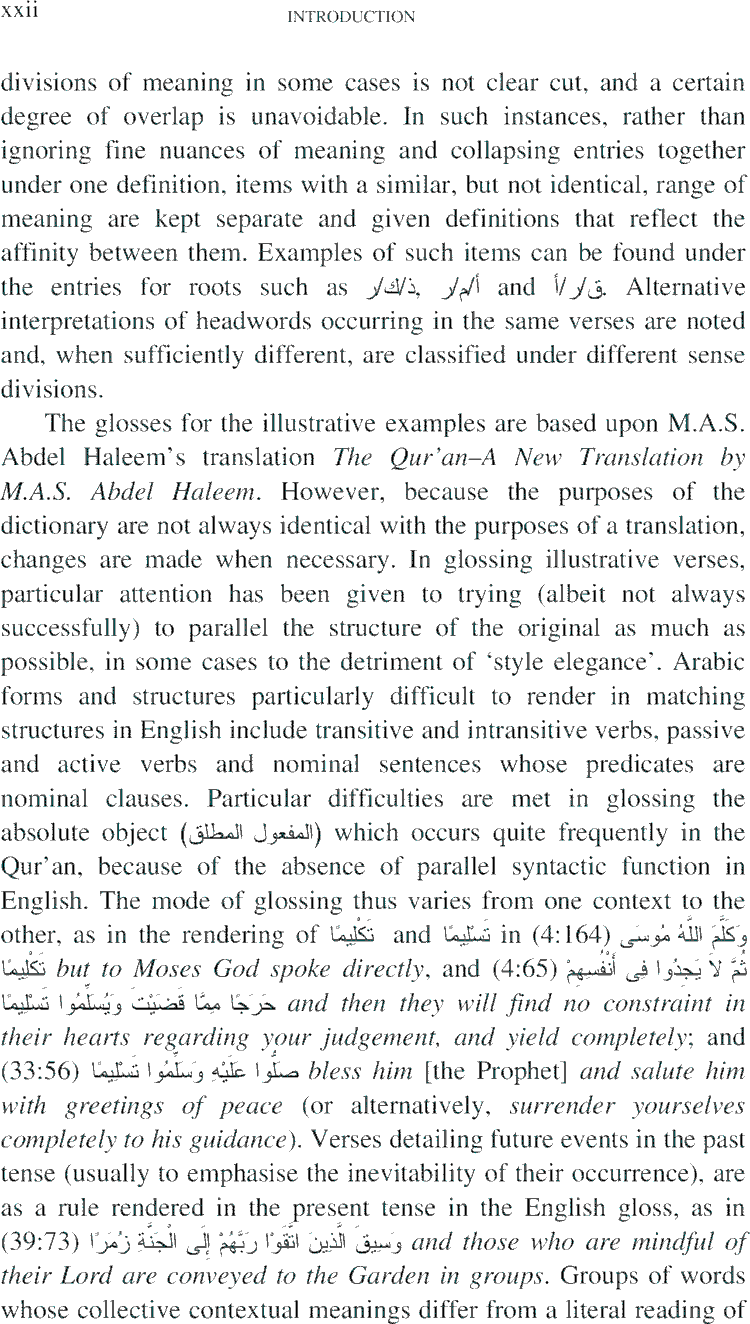 xxii
INTRODUCTION
divisions of meaning in some cases is not clear cut, and a certain
degree of overlap is unavoidable. In such instances, rather than
ignoring fine nuances of meaning and collapsing entries together
under one definition, items with a similar, but not identical, range of
meaning are kept separate and given definitions that reflect the
affinity between them. Examples of such items can be found under
the entries for roots such as ذ/ك/ر, أ/م/ر and ق/ر/أ. Alternative
interpretations of headwords occurring in the same verses are noted
and, when sufficiently different, are classified under different sense
divisions.
The glosses for the illustrative examples are based upon M.A.S.
Abdel Haleem's translation The Qur'an–A New Translation by
M.A.S. Abdel Haleem. However, because the purposes of the
dictionary are not always identical with the purposes of a translation,
changes are made when necessary. In glossing illustrative verses,
particular attention has been given to trying (albeit not always
successfully) to parallel the structure of the original as much as
possible, in some cases to the detriment of 'style elegance'. Arabic
forms and structures particularly difficult to render in matching
structures in English include transitive and intransitive verbs, passive
and active verbs and nominal sentences whose predicates are
nominal clauses. Particular difficulties are met in glossing the
absolute object (المفعول المطلق) which occurs quite frequently in the
Qur'an, because of the absence of parallel syntactic function in
English. The mode of glossing thus varies from one context to the
other, as in the rendering of تَكْلِيمًا and تَسْلِيمًا in (4:164) وَكَلَّمَ اللَّهُ مُوسَى
تَكْلِيمًا but to Moses God spoke directly, and (4:65) ثُمَّ لاَ يَجِدُوا فِى أَنْفُسِهِمْ
حَرَجًا مِمَّا قَضَيْتَ وَيُسَلِّمُوا تَسْلِيمًا and then they will find no constraint in
their hearts regarding your judgement, and yield completely; and
(33:56) صَلُّوا عَلَيْهِ وَسَلِّمُوا تَسْلِيمًا bless him [the Prophet] and salute him
with greetings of peace (or alternatively, surrender yourselves
completely to his guidance). Verses detailing future events in the past
tense (usually to emphasise the inevitability of their occurrence), are
as a rule rendered in the present tense in the English gloss, as in
(39:73) وَسِيقَ الَّذِينَ اتَّقَوْا رَبَّهُمْ إِلَى الْجَنَّةِ زُمَرًا and those who are mindful of
their Lord are conveyed to the Garden in groups. Groups of words
whose collective contextual meanings differ from a literal reading of